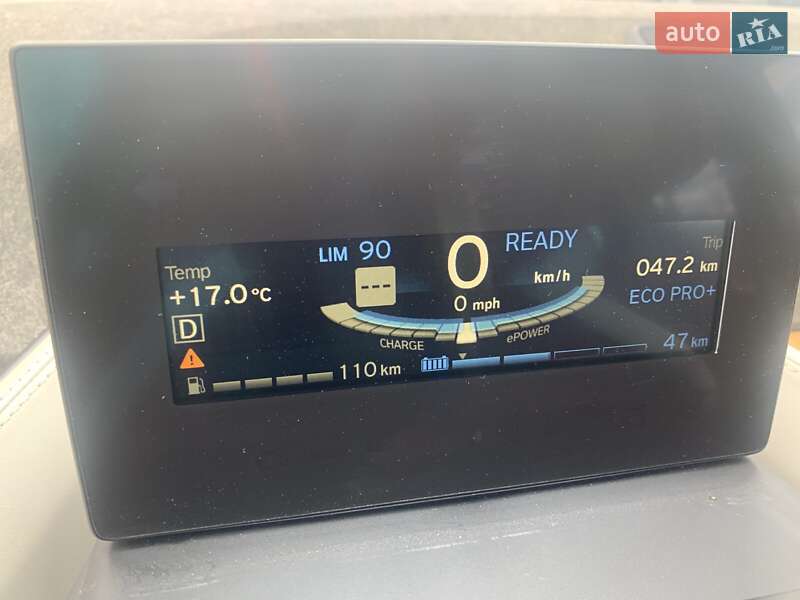 auto RIA .com
LIM 90
0
READY
Trip
Temp
+17.0 °C
---
0 mph
km/h
047.2 km
ECO PRO+
D
CHARGE
ePOWER
110 km
47 km